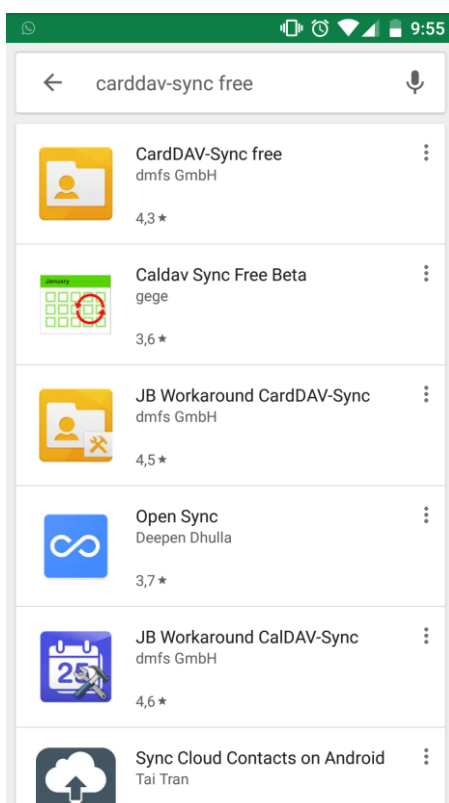 9:55
carddav-sync free
CardDAV-Sync free
dmfs GmbH
4,3★
January
Caldav Sync Free Beta
gege
3,6★
JB Workaround CardDAV-Sync
dmfs GmbH
4,5★
Open Sync
Deepen Dhulla
3,7★
25
JB Workaround CalDAV-Sync
dmfs GmbH
4,6★
Sync Cloud Contacts on Android
Tai Tran